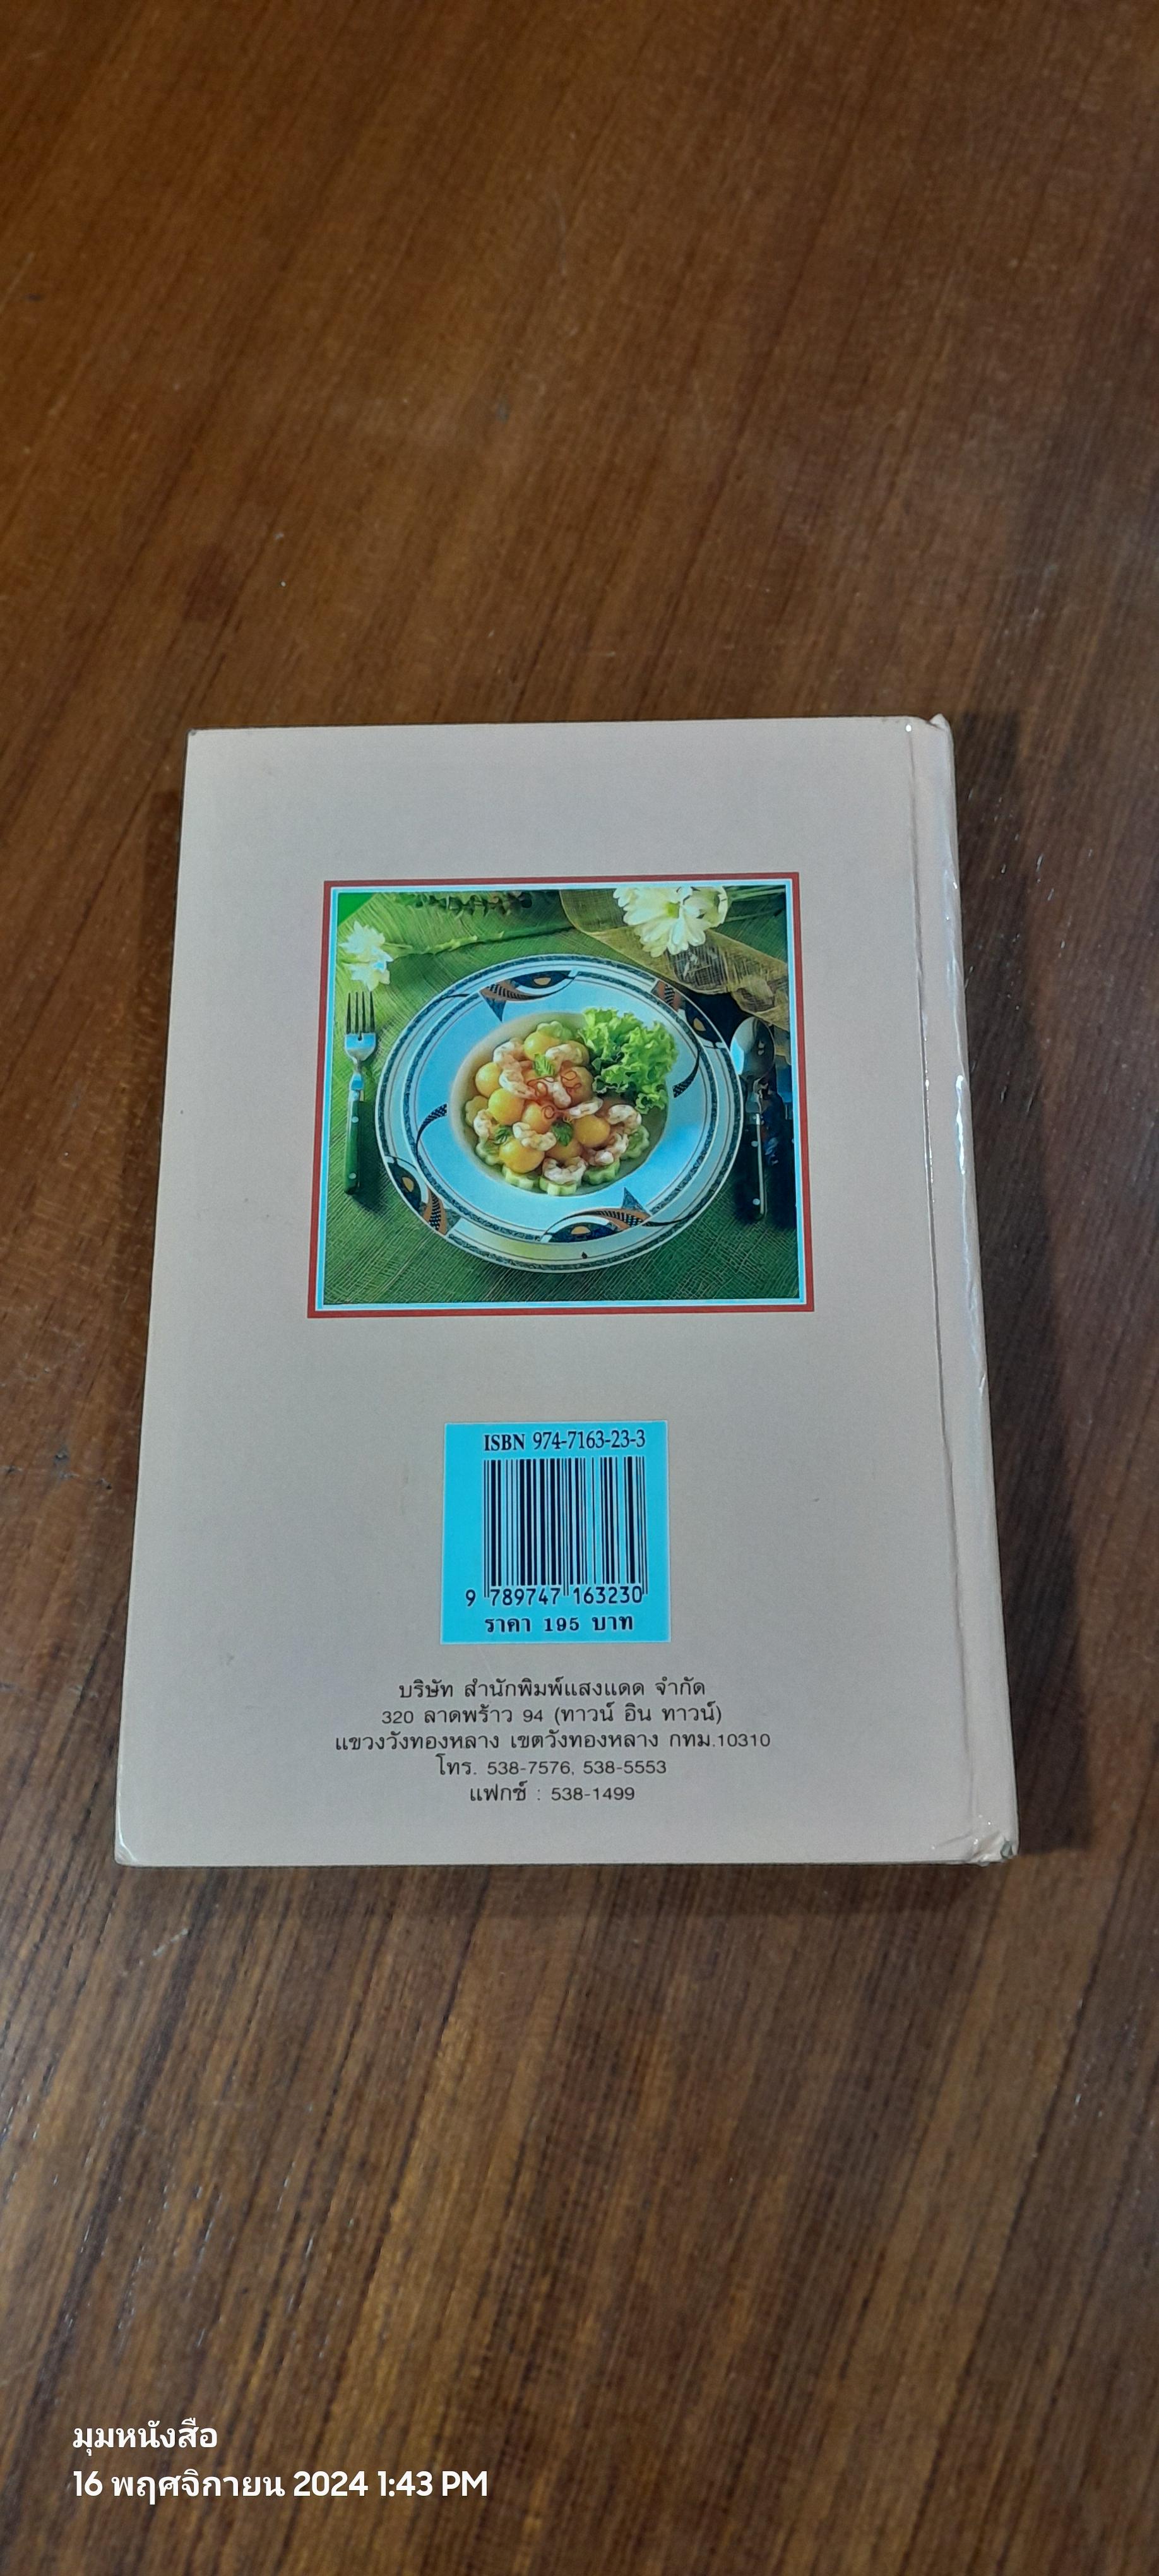 ISBN 974-7163-23-3
9 789747 163230
ราคา 195 บาท
บริษัท สำนักพิมพ์แสงแดด จำกัด
320 ลาดพร้าว 94 (ทาวน์ อิน ทาวน์)
แขวงวังทองหลาง เขตวังทองหลาง กทม.10310
โทร. 538-7576, 538-5553
แฟกซ์ : 538-1499
มุมหนังสือ
16 พฤศจิกายน 2024 1:43 PM